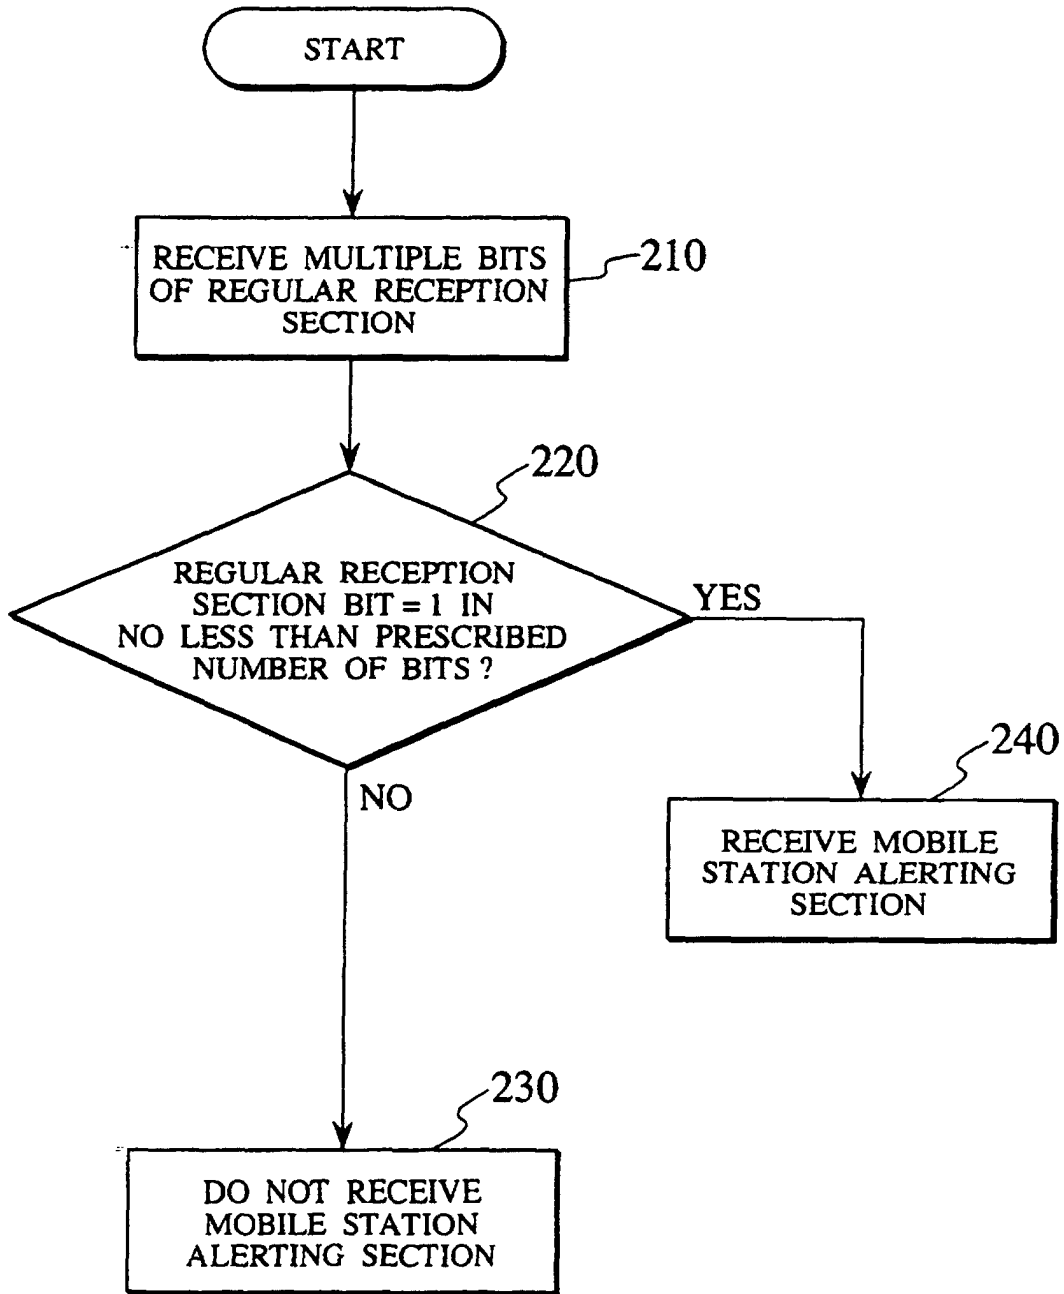 START
RECEIVE MULTIPLE BITS
OF REGULAR RECEPTION
SECTION
210
220
REGULAR RECEPTION
SECTION BIT = 1 IN
NO LESS THAN PRESCRIBED
NUMBER OF BITS ?
YES
NO
240
RECEIVE MOBILE
STATION ALERTING
SECTION
230
DO NOT RECEIVE
MOBILE STATION
ALERTING SECTION